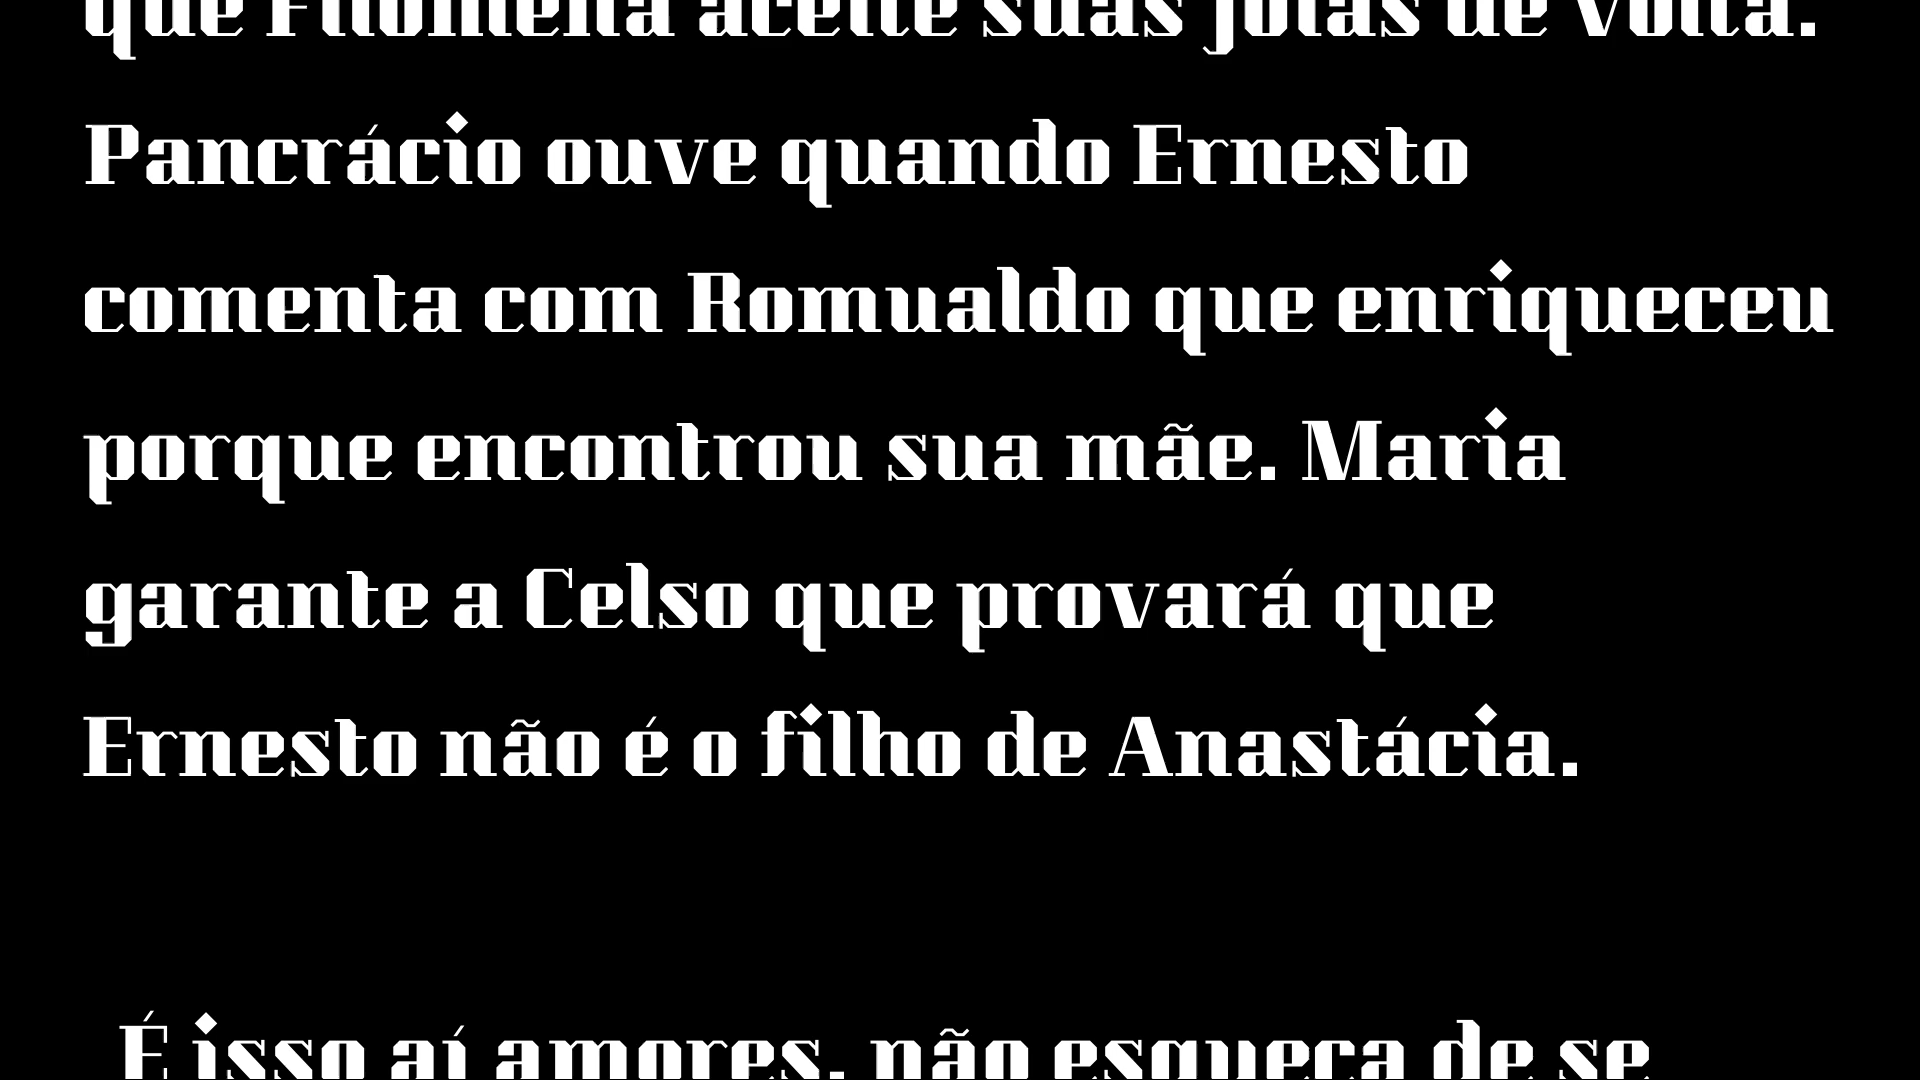 que Filomena aceite suas joias de volta.
Pancrácio ouve quando Ernesto
comenta com Romualdo que enriqueceu
porque encontrou sua mãe. Maria
garante a Celso que provará que
Ernesto não é o filho de Anastácia.
É isso aí amores, não esqueça de se